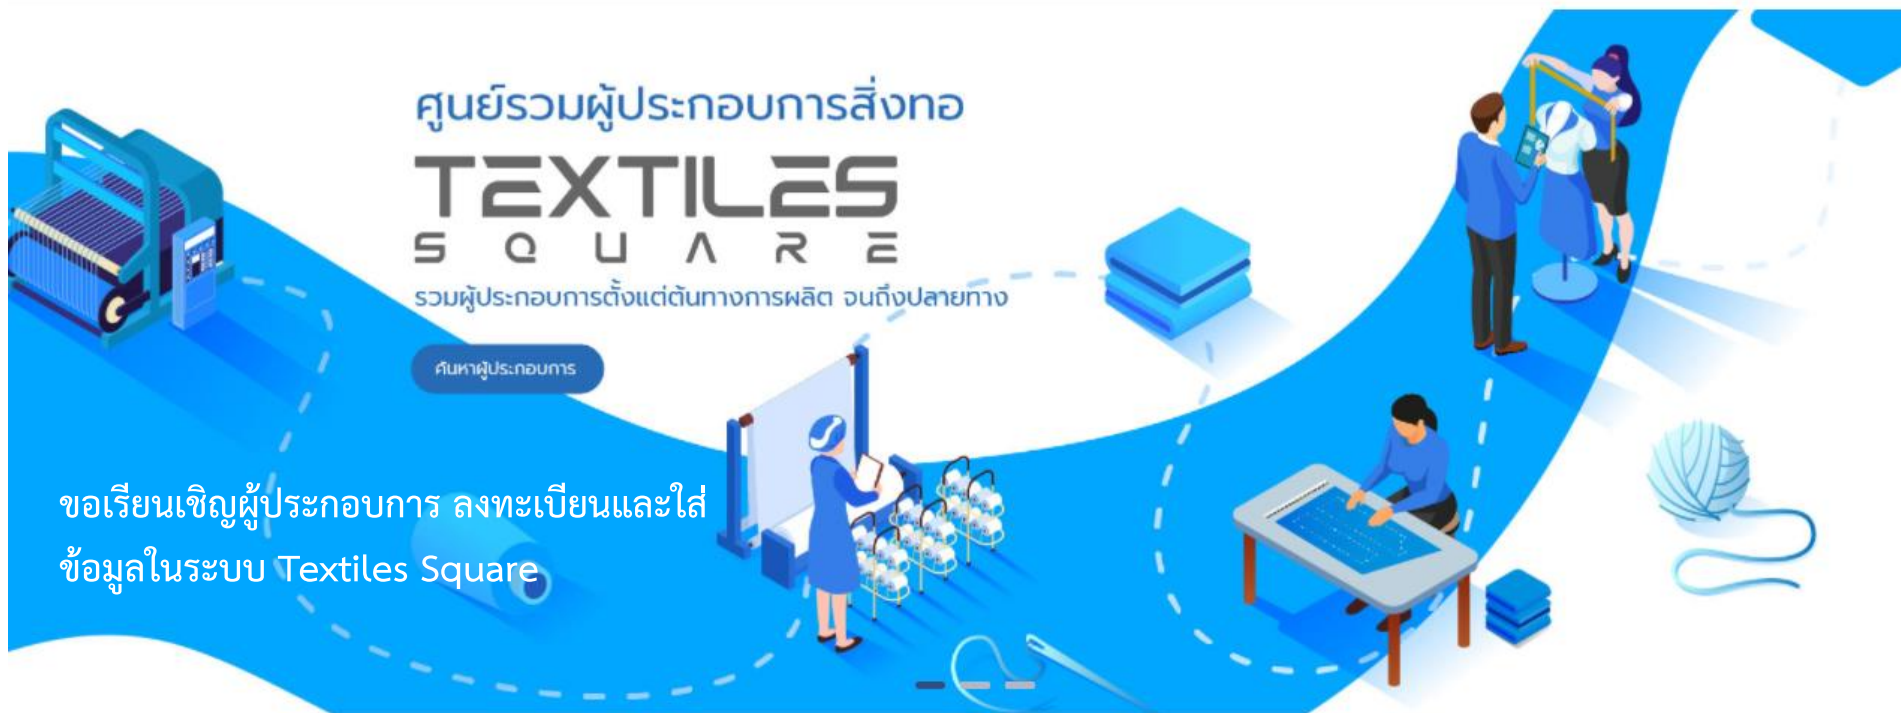 ศูนย์รวมผู้ประกอบการสิ่งทอ
TEXTILES
SQUARE
รวมผู้ประกอบการตั้งแต่ต้นทางการผลิต จนถึงปลายทาง
ค้นหาผู้ประกอบการ
ขอเรียนเชิญผู้ประกอบการ ลงทะเบียนและใส่
ข้อมูลในระบบ Textiles Square